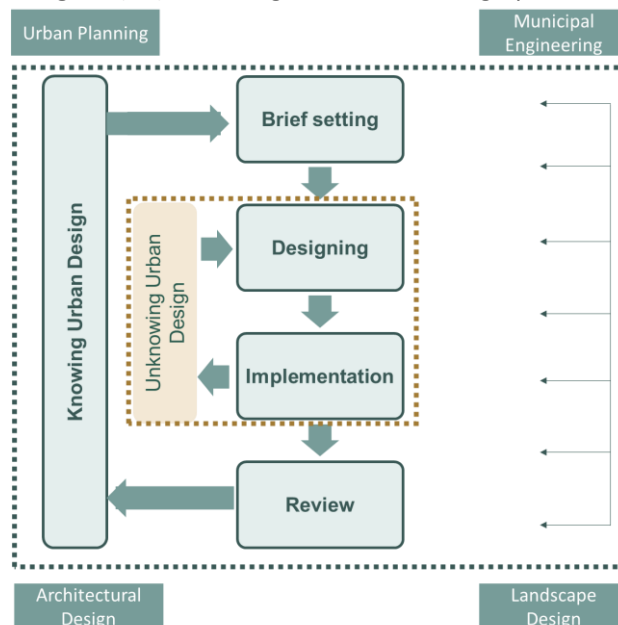 Urban Planning
Municipal
Engineering
Knowing Urban Design
Brief setting
Unknowing Urban
Design
Designing
Implementation
Review
Architectural
Design
Landscape
Design